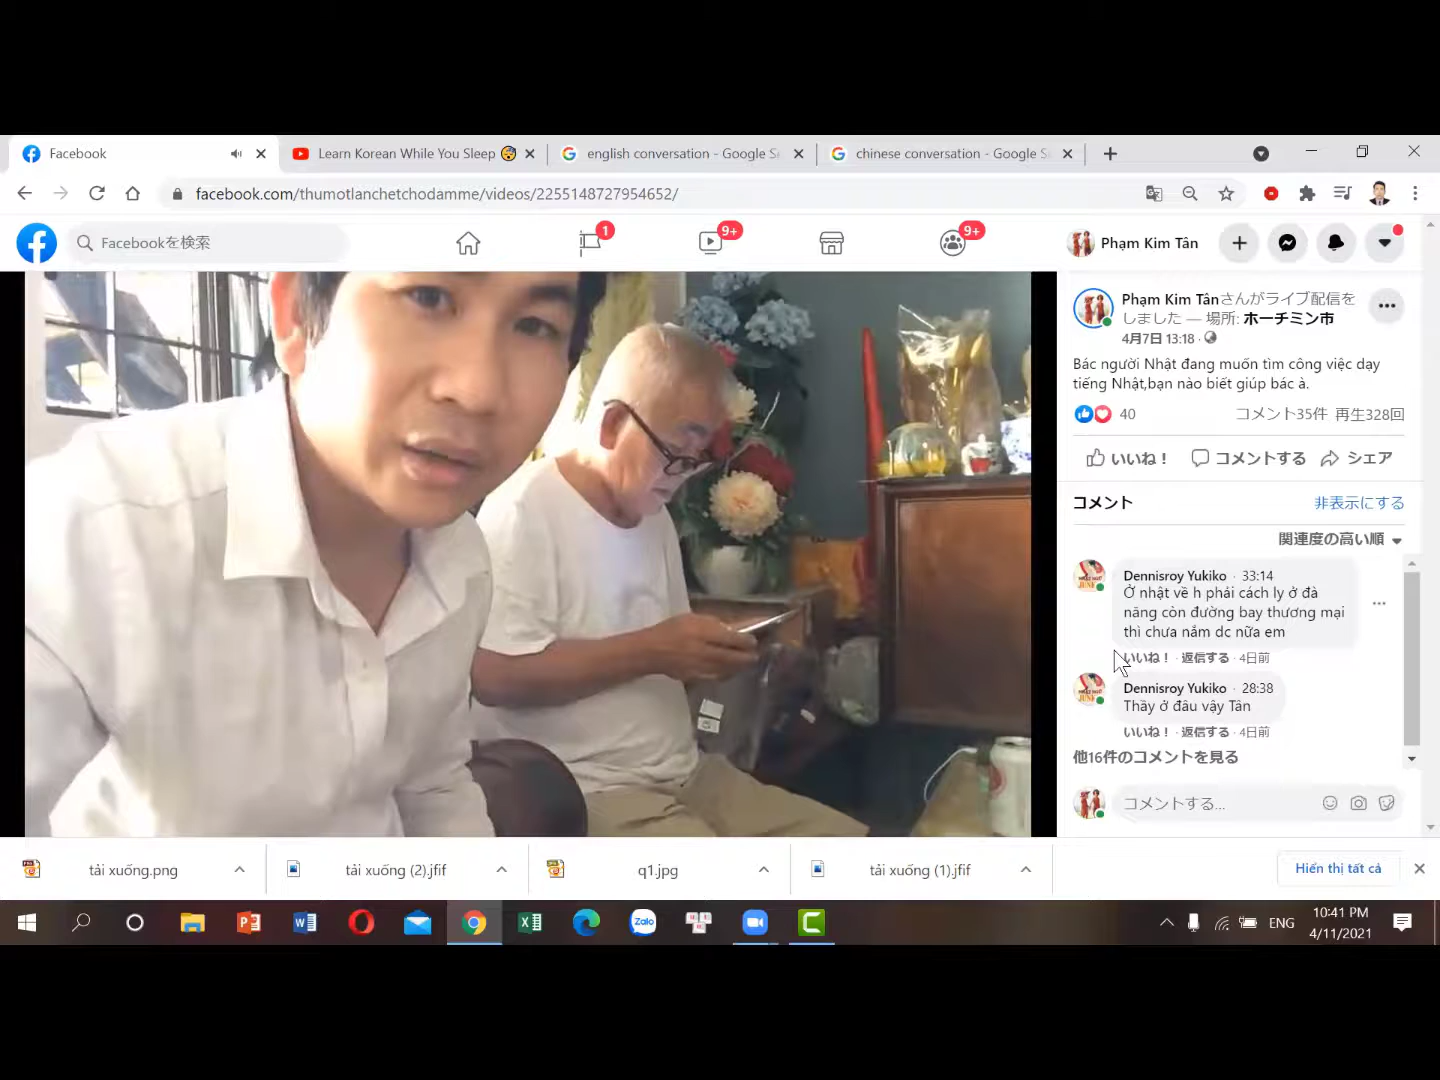 Facebook
Learn Korean While You Sleep 😴
english conversation - Google S
chinese conversation - Google S
facebook.com/thumotlanchetchodamme/videos/2255148727954652/
Facebookを検索
1
9+
9+
Phạm Kim Tân
Phạm Kim Tânさんがライブ配信を
しました — 場所: ホーチミン市
4月7日 13:18 ·
Bác người Nhật đang muốn tìm công việc dạy
tiếng Nhật,bạn nào biết giúp bác à.
40
コメント35件 再生328回
いいね！
コメントする
シェア
コメント
非表示にする
関連度の高い順
Dennisroy Yukiko · 33:14
Ở nhật về h phải cách ly ở đà
nãng còn đường bay thương mại
thì chưa nắm dc nữa em
いいね！ · 返信する · 4日前
Dennisroy Yukiko · 28:38
Thầy ở đâu vậy Tân
いいね！ · 返信する · 4日前
他16件のコメントを見る
コメントする...
tải xuống.png
tải xuống (2).jfif
q1.jpg
tải xuống (1).jfif
Hiển thị tất cả
Zalo
ENG
10:41 PM
4/11/2021